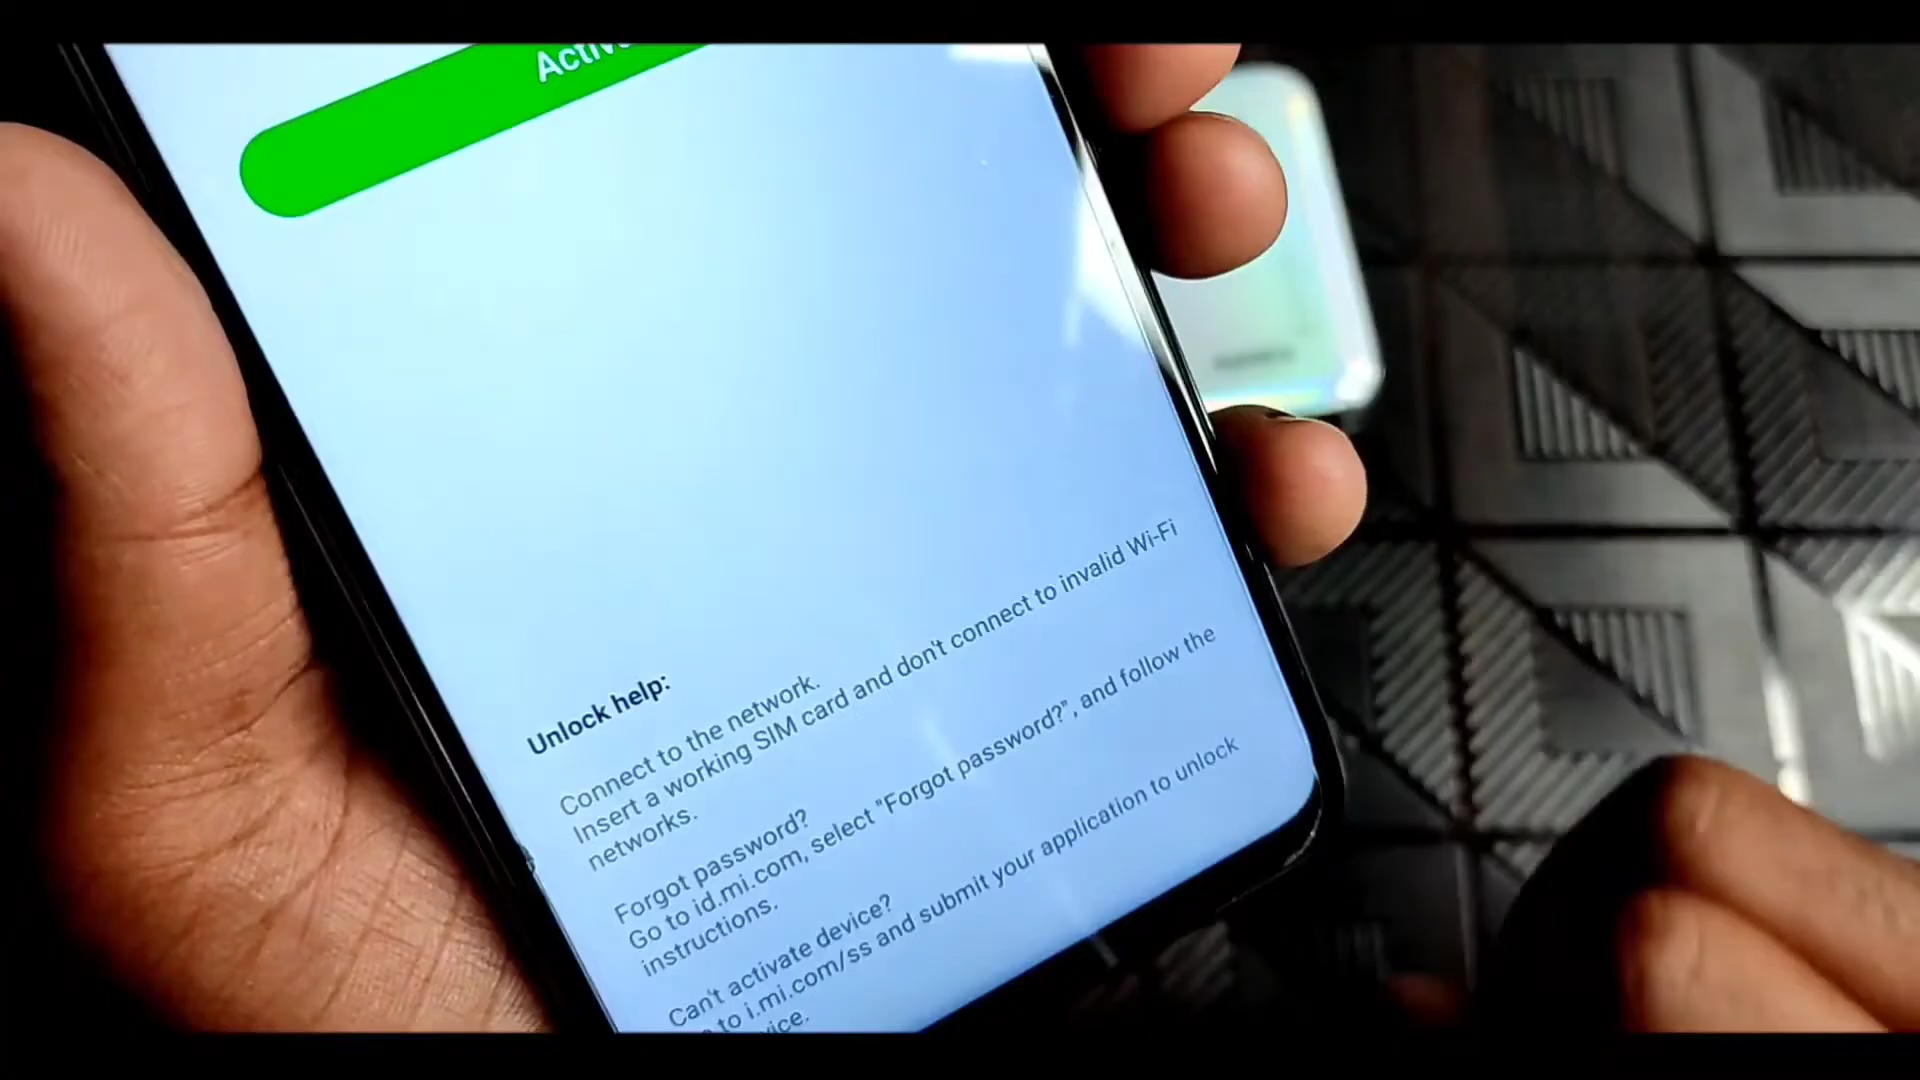 Unlock help:
Connect to the network.
Insert a working SIM card and don't connect to invalid Wi-Fi
networks.
Forgot password?
Go to id.mi.com, select "Forgot password?", and follow the
instructions.
Can't activate device?
to i.mi.com/ss and submit your application to unlock